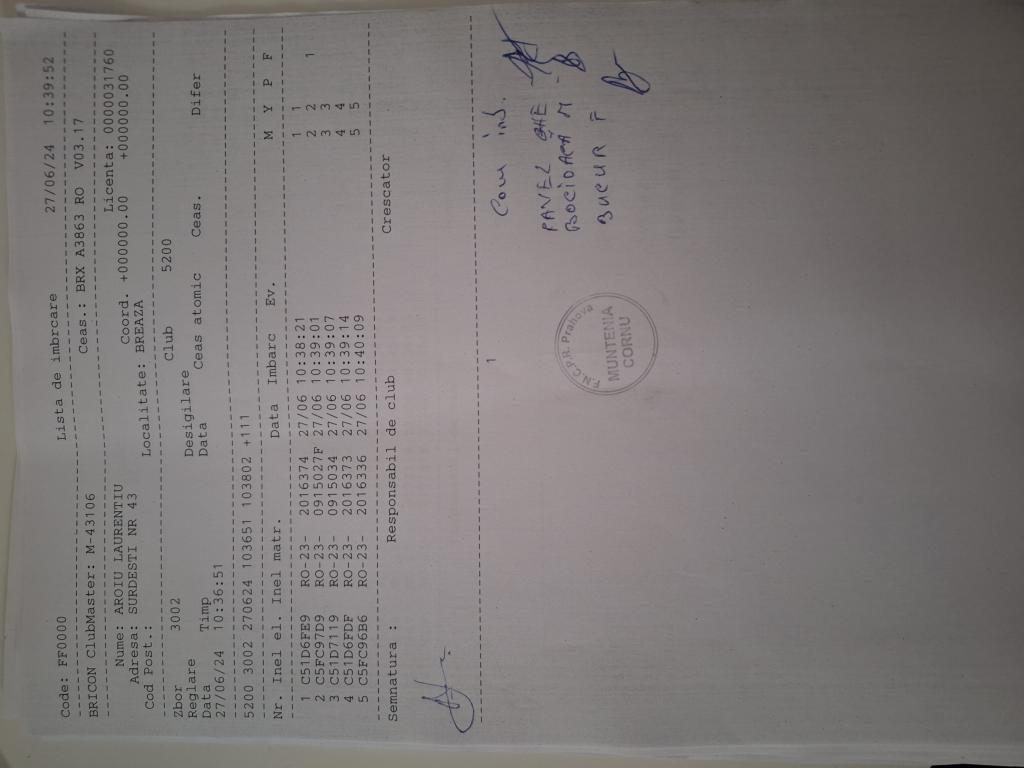 Code: FF0000 Lista de imbrcare 27/06/24 10:39:52
BRICON ClubMaster: M-43106 Ceas.: BRX A3863 RO V03.17
Nume: AROIU LAURENTIU Licenta: 0000031760
Adresa: SURDESTI NR 43 Coord. +000000.00 +000000.00
Cod Post.: Localitate: BREAZA
Zbor 3002 Club 5200
Reglare Desigilare
Data Timp Data Ceas atomic Ceas. Difer
27/06/24 10:36:51
5200 3002 270624 103651 103802 +111
Nr. Inel el. Inel matr. Data Imbarc Ev. M Y P F
1 C51D6FE9 RO-23- 2016374 27/06 10:38:21 1 1
2 C5FC97D9 RO-23- 0915027F 27/06 10:39:01 2 2 1
3 C51D7119 RO-23- 0915034 27/06 10:39:07 3 3
4 C51D6FDF RO-23- 2016373 27/06 10:39:14 4 4
5 C5FC96B6 RO-23- 2016336 27/06 10:40:09 5 5
Semnatura : Responsabil de club Crescator
1
Com inb.
PAVEL GHE
BOCIOACA M
BUCUR F
F.N.C.P.R. Prahova
MUNTENIA
CORNU